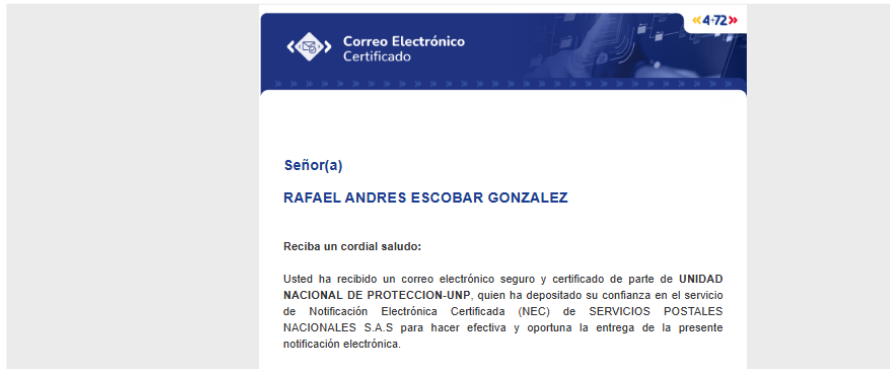 «4-72»
Correo Electrónico
Certificado
Señor(a)
RAFAEL ANDRES ESCOBAR GONZALEZ
Reciba un cordial saludo:
Usted ha recibido un correo electrónico seguro y certificado de parte de UNIDAD
NACIONAL DE PROTECCION-UNP, quien ha depositado su confianza en el servicio
de Notificación Electrónica Certificada (NEC) de SERVICIOS POSTALES
NACIONALES S.A.S para hacer efectiva y oportuna la entrega de la presente
notificación electrónica.